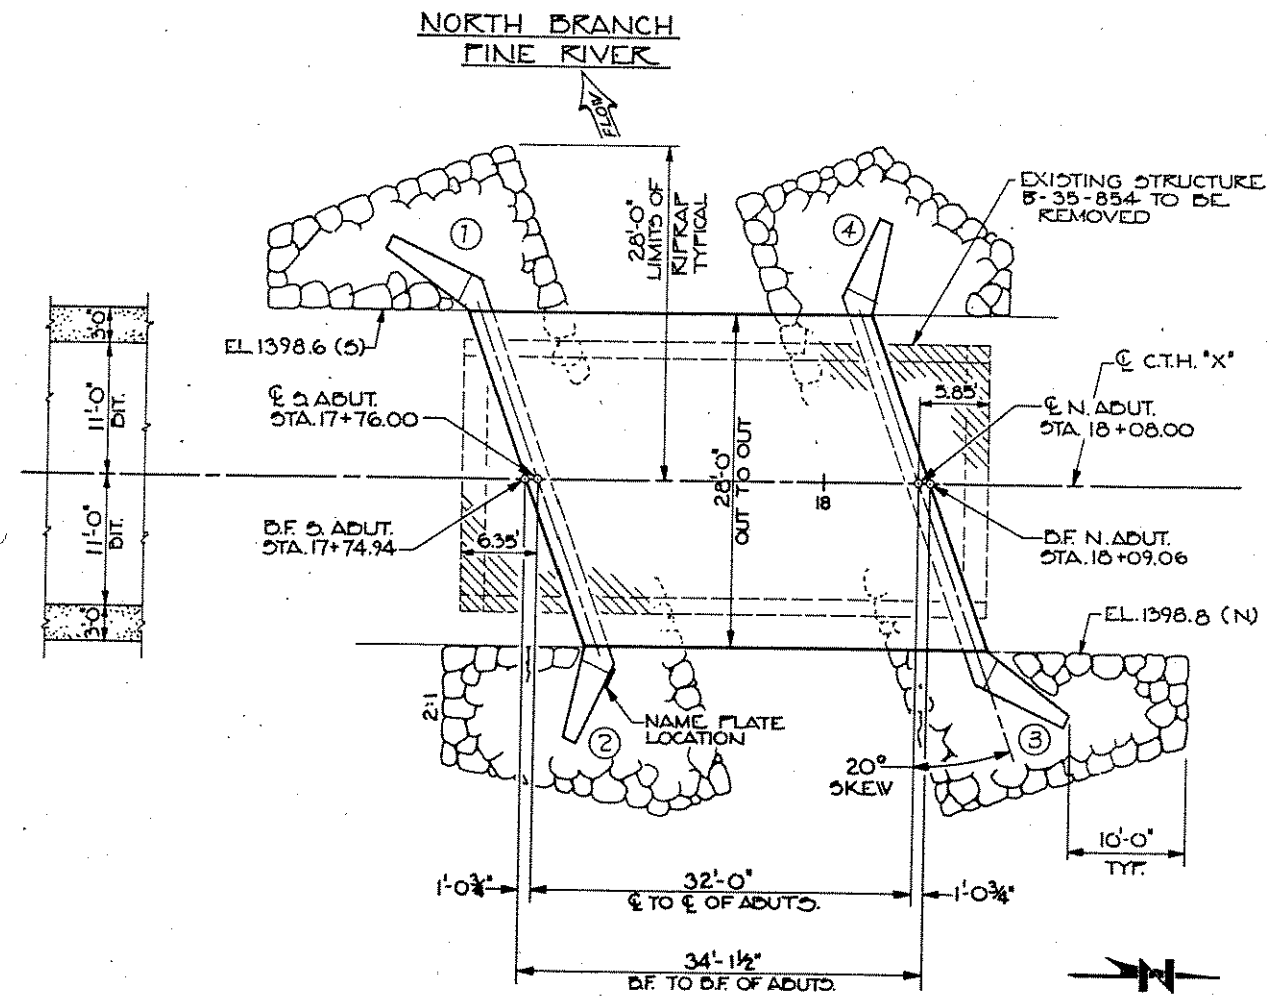 NORTH BRANCH
PINE RIVER
FLOW
28'-0"
LIMITS OF
RIPRAP
TYPICAL
EXISTING STRUCTURE
B-35-854 TO BE
REMOVED
1
4
3'-0"
11'-0"
BIT.
11'-0"
BIT.
3'-0"
EL. 1398.6 (S)
℄ S. ABUT.
STA. 17+76.00
B.F. S. ABUT.
STA. 17+74.94
6.35'
28'-0"
OUT TO OUT
18
5.85'
℄ C.T.H. "X"
℄ N. ABUT.
STA. 18+08.00
B.F. N. ABUT.
STA. 18+09.06
EL. 1398.8 (N)
2:1
NAME PLATE
LOCATION
2
3
20°
SKEW
10'-0"
TYP.
1'-0¾"
32'-0"
℄ TO ℄ OF ABUTS.
1'-0¾"
34'-1½"
B.F. TO B.F. OF ABUTS.
N